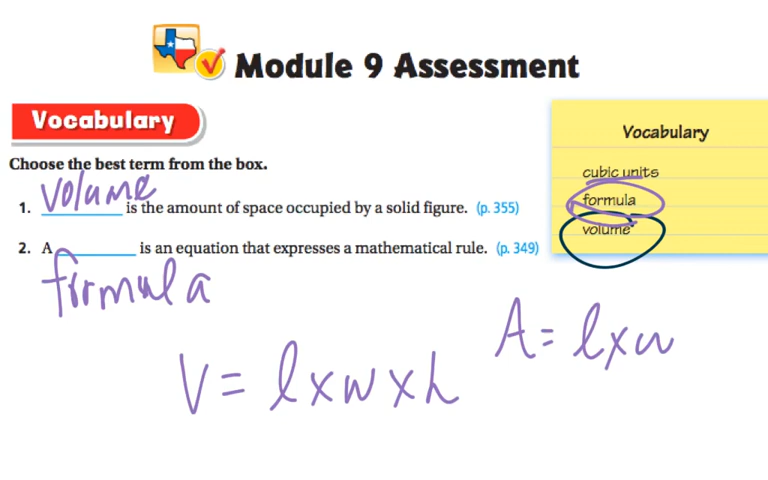 Module 9 Assessment
Vocabulary
Choose the best term from the box.
1. volume is the amount of space occupied by a solid figure. (p. 355)
2. A ________ is an equation that expresses a mathematical rule. (p. 349)
formula
Vocabulary
cubic units
formula
volume
A = l x w
V = l x w x h